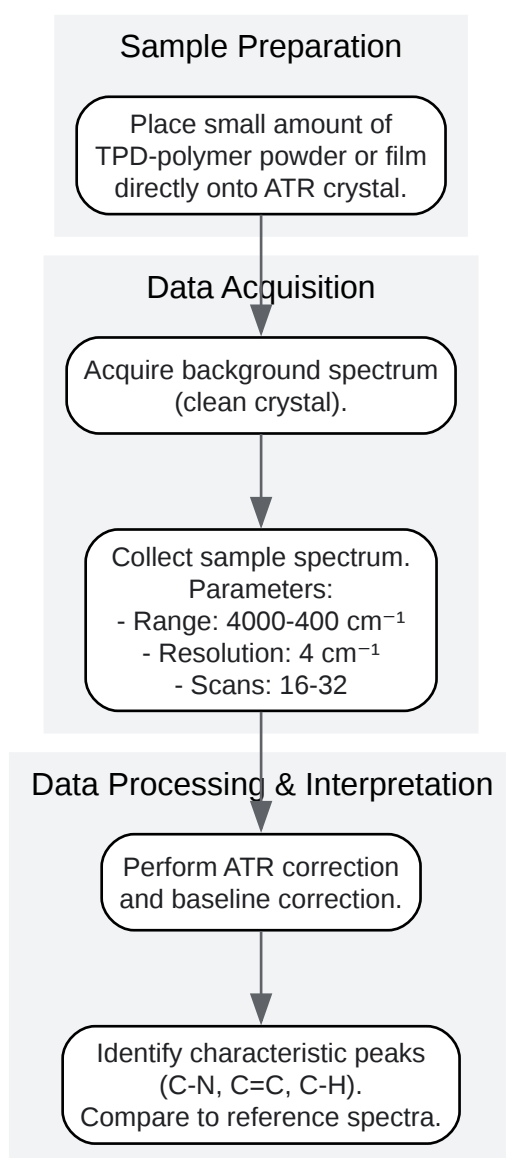 Sample Preparation
Place small amount of
TPD-polymer powder or film
directly onto ATR crystal.
Data Acquisition
Acquire background spectrum
(clean crystal).
Collect sample spectrum.
Parameters:
- Range: 4000-400 cm⁻¹
- Resolution: 4 cm⁻¹
- Scans: 16-32
Data Processing & Interpretation
Perform ATR correction
and baseline correction.
Identify characteristic peaks
(C-N, C=C, C-H).
Compare to reference spectra.